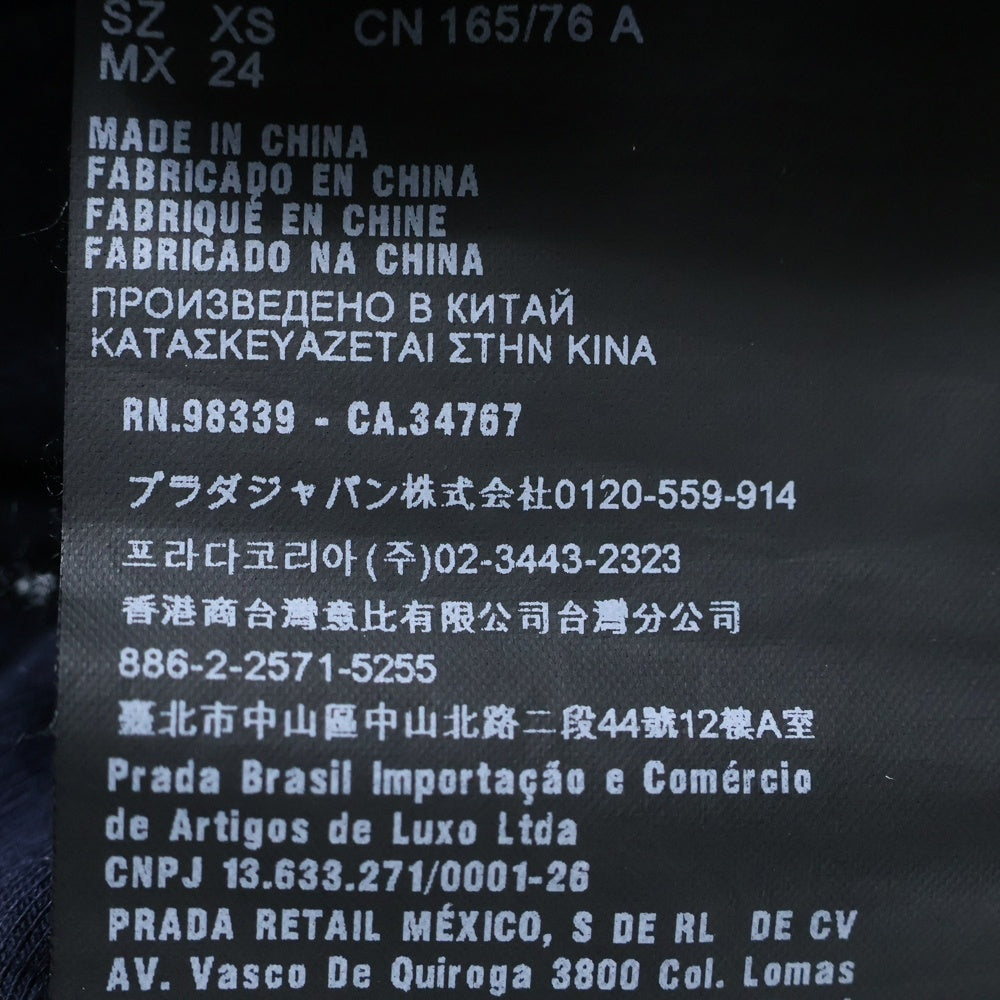 SZ XS CN 165/76 A
MX 24
MADE IN CHINA
FABRICADO EN CHINA
FABRIQUÉ EN CHINE
FABRICADO NA CHINA
ПРОИЗВЕДЕНО В КИТАЙ
ΚΑΤΑΣΚΕΥΑΖΕΤΑΙ ΣΤΗΝ ΚΙΝΑ
RN.98339 - CA.34767
プラダジャパン株式会社0120-559-914
프라다코리아(주)02-3443-2323
香港商台灣意比有限公司台灣分公司
886-2-2571-5255
臺北市中山區中山北路二段44號12樓A室
Prada Brasil Importação e Comércio
de Artigos de Luxo Ltda
CNPJ 13.633.271/0001-26
PRADA RETAIL MÉXICO, S DE RL DE CV
AV. Vasco De Quiroga 3800 Col. Lomas